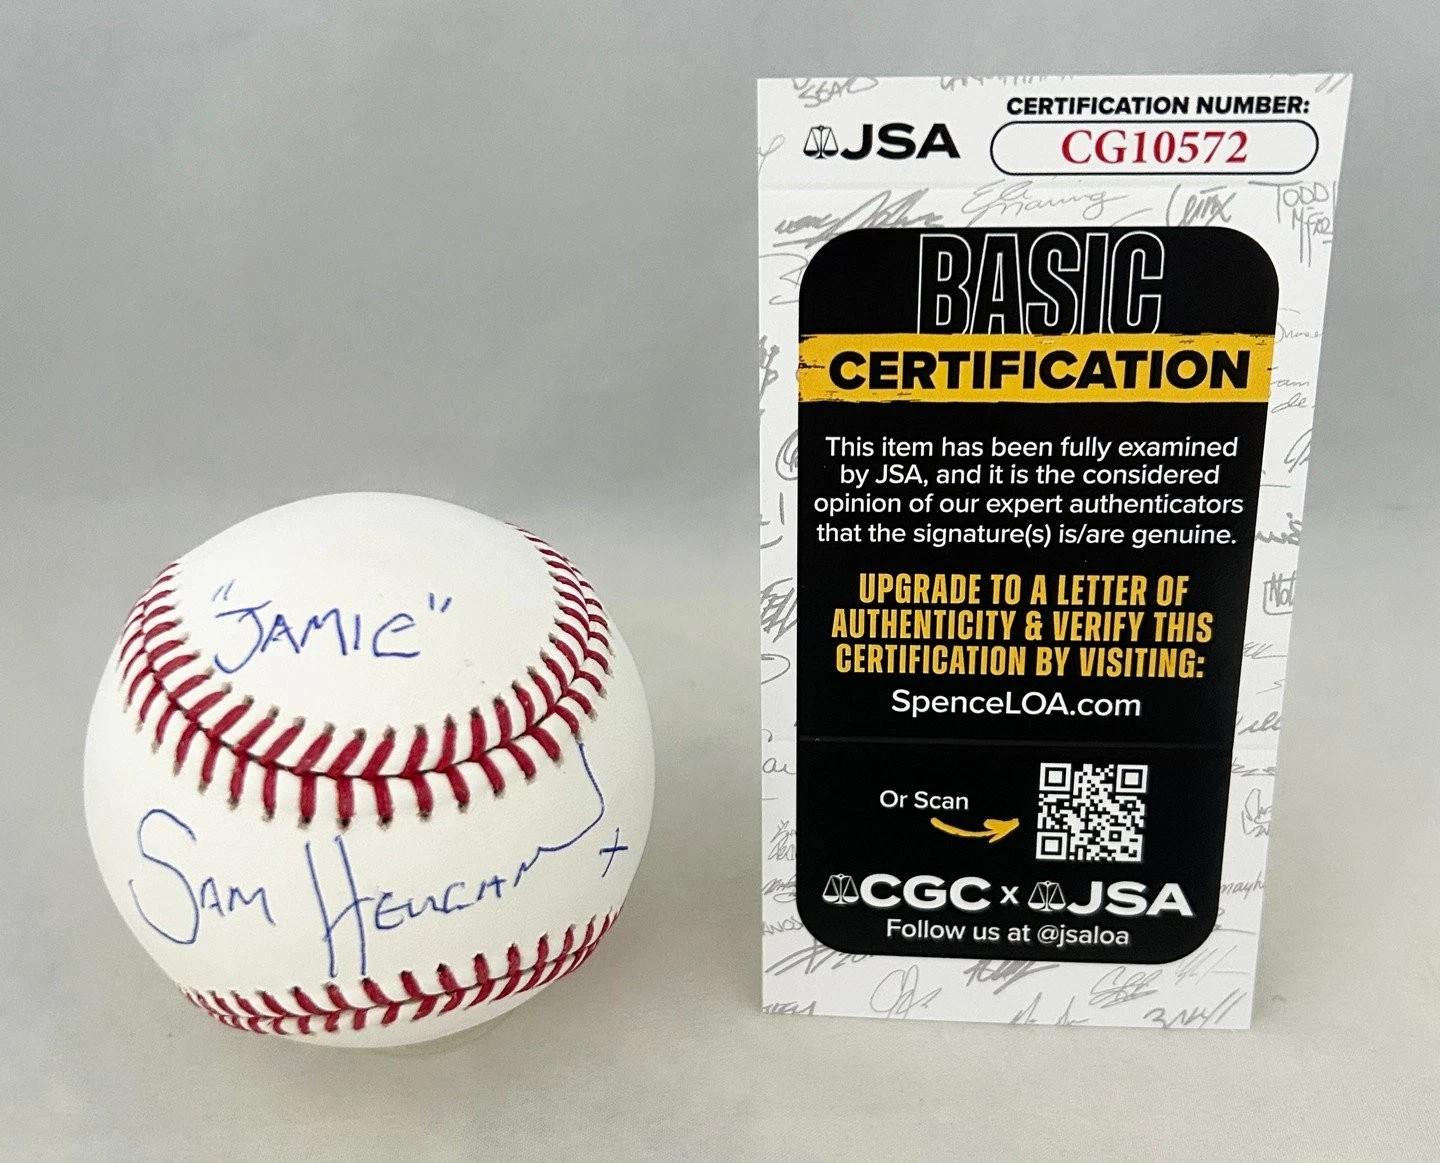 "JAMIE"
SAM HEUGHAN x
JSA
CERTIFICATION NUMBER:
CG10572
BASIC
CERTIFICATION
This item has been fully examined
by JSA, and it is the considered
opinion of our expert authenticators
that the signature(s) is/are genuine.
UPGRADE TO A LETTER OF
AUTHENTICITY & VERIFY THIS
CERTIFICATION BY VISITING:
SpenceLOA.com
Or Scan
CGC x JSA
Follow us at @jsaloa